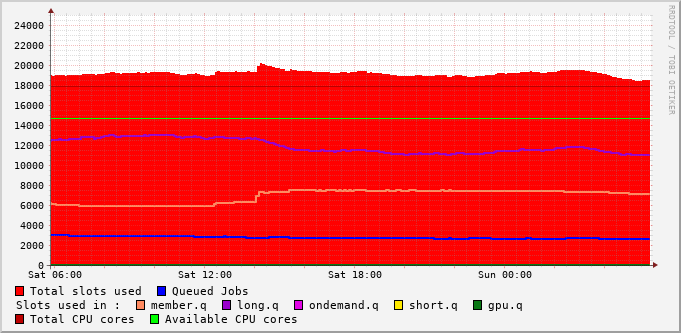 24000
22000
20000
18000
16000
14000
12000
10000
8000
6000
4000
2000
0
Sat 06:00 Sat 12:00 Sat 18:00 Sun 00:00
Total slots used Queued Jobs
Slots used in : member.q long.q ondemand.q short.q gpu.q
Total CPU cores Available CPU cores
RRDTOOL / TOBI OETIKER